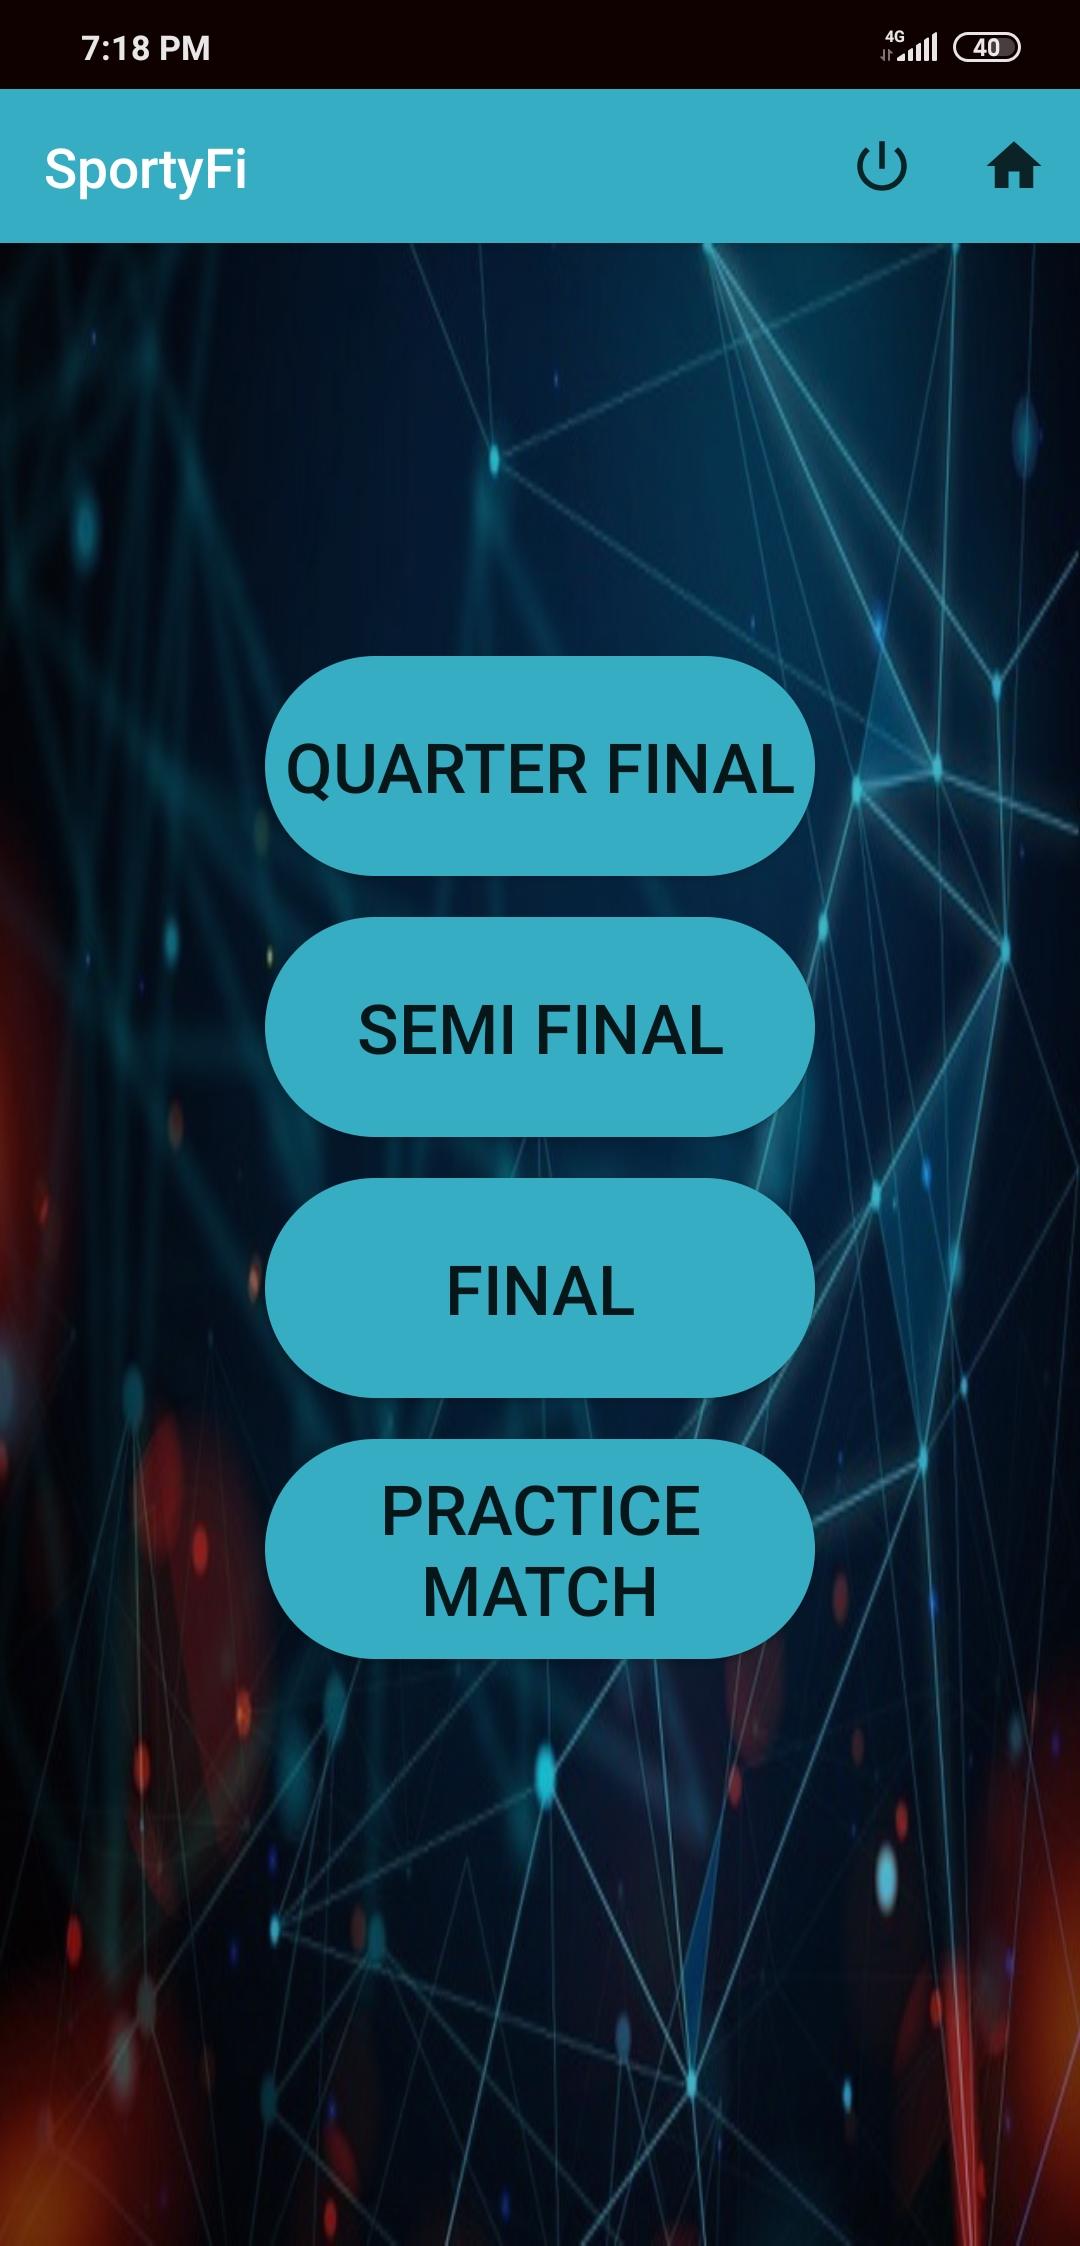 7:18 PM
4G
40
SportyFi
QUARTER FINAL
SEMI FINAL
FINAL
PRACTICE
MATCH